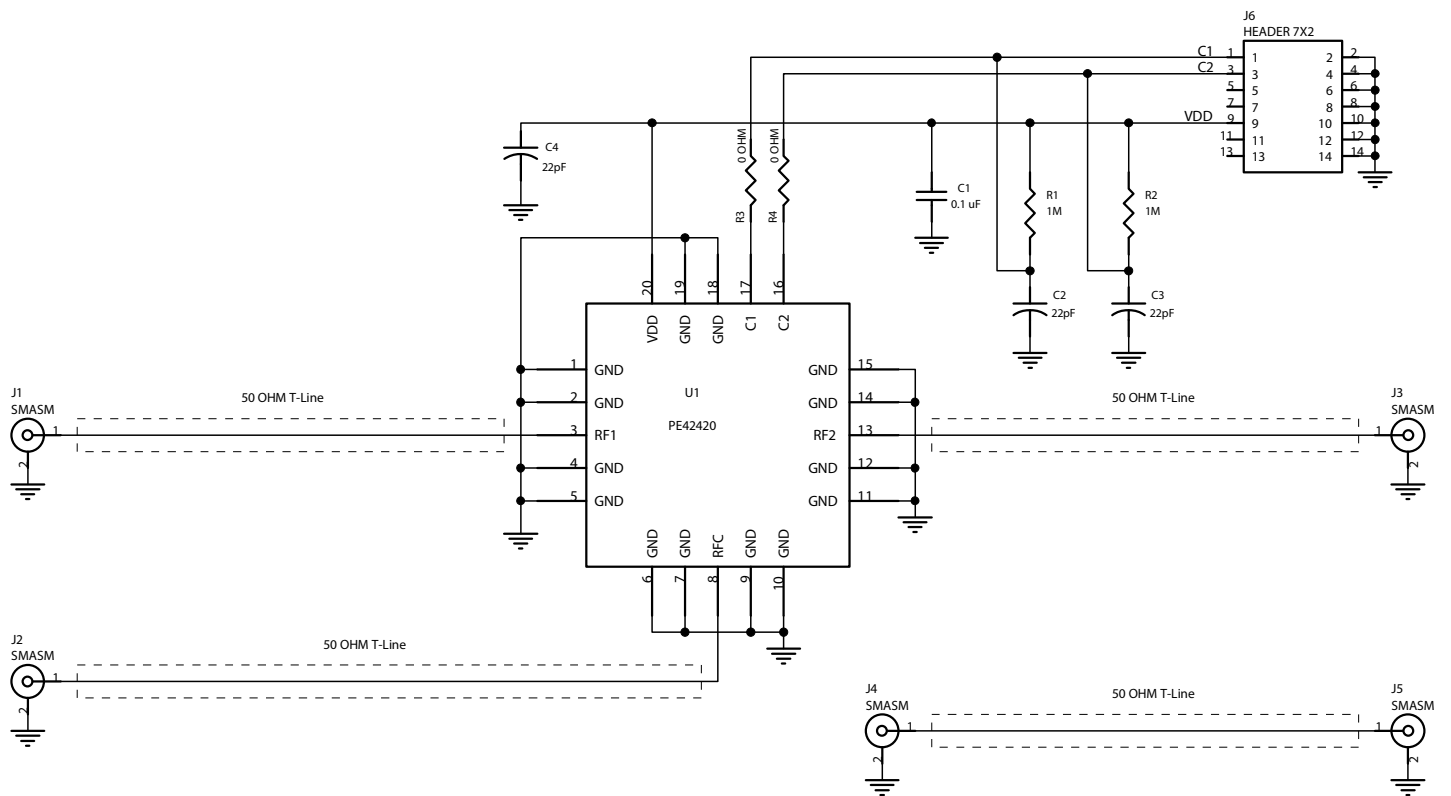 J6
HEADER 7X2
C1
1
1
2
2
C2
3
3
4
4
5
5
6
6
7
7
8
8
VDD
9
9
10
10
11
11
12
12
13
13
14
14
C4
22pF
0 OHM
R3
0 OHM
R4
C1
0.1 uF
R1
1M
R2
1M
C2
22pF
C3
22pF
20
19
18
17
16
VDD
GND
GND
C1
C2
1
GND
2
GND
3
RF1
4
GND
5
GND
U1
PE42420
GND
15
GND
14
RF2
13
GND
12
GND
11
GND
GND
RFC
GND
GND
6
7
8
9
10
J1
SMASM
1
2
50 OHM T-Line
50 OHM T-Line
J3
SMASM
1
2
J2
SMASM
1
2
50 OHM T-Line
J4
SMASM
1
2
50 OHM T-Line
J5
SMASM
1
2